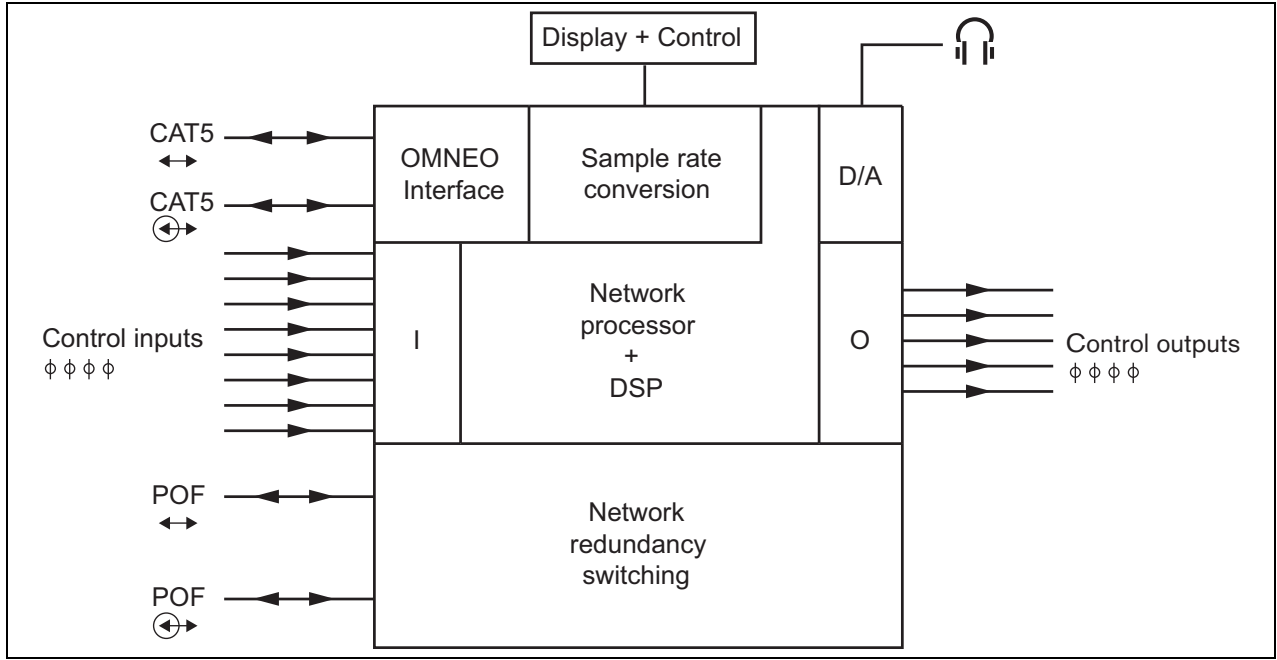 Display + Control
CAT5
CAT5
OMNEO
Interface
Sample rate
conversion
D/A
Control inputs
ϕ ϕ ϕ ϕ
I
Network
processor
+
DSP
O
Control outputs
ϕ ϕ ϕ ϕ
POF
POF
Network
redundancy
switching